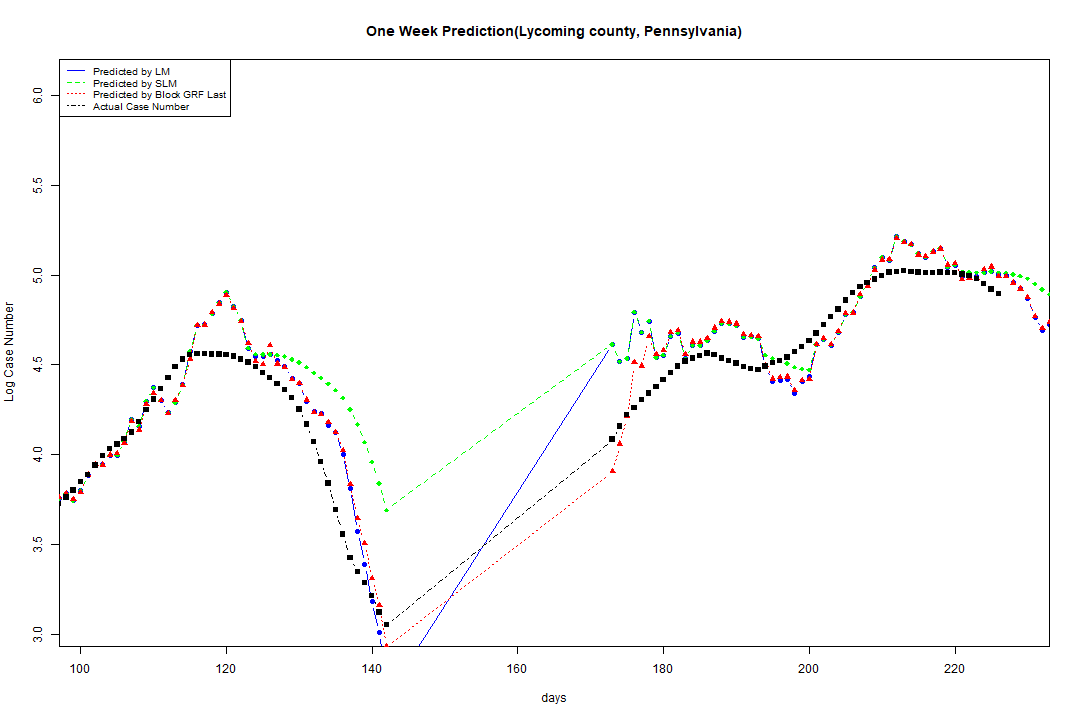 One Week Prediction(Lycoming county, Pennsylvania)
Predicted by LM
Predicted by SLM
Predicted by Block GRF Last
Actual Case Number
6.0
5.5
5.0
4.5
4.0
3.5
3.0
Log Case Number
100 120 140 160 180 200 220
days